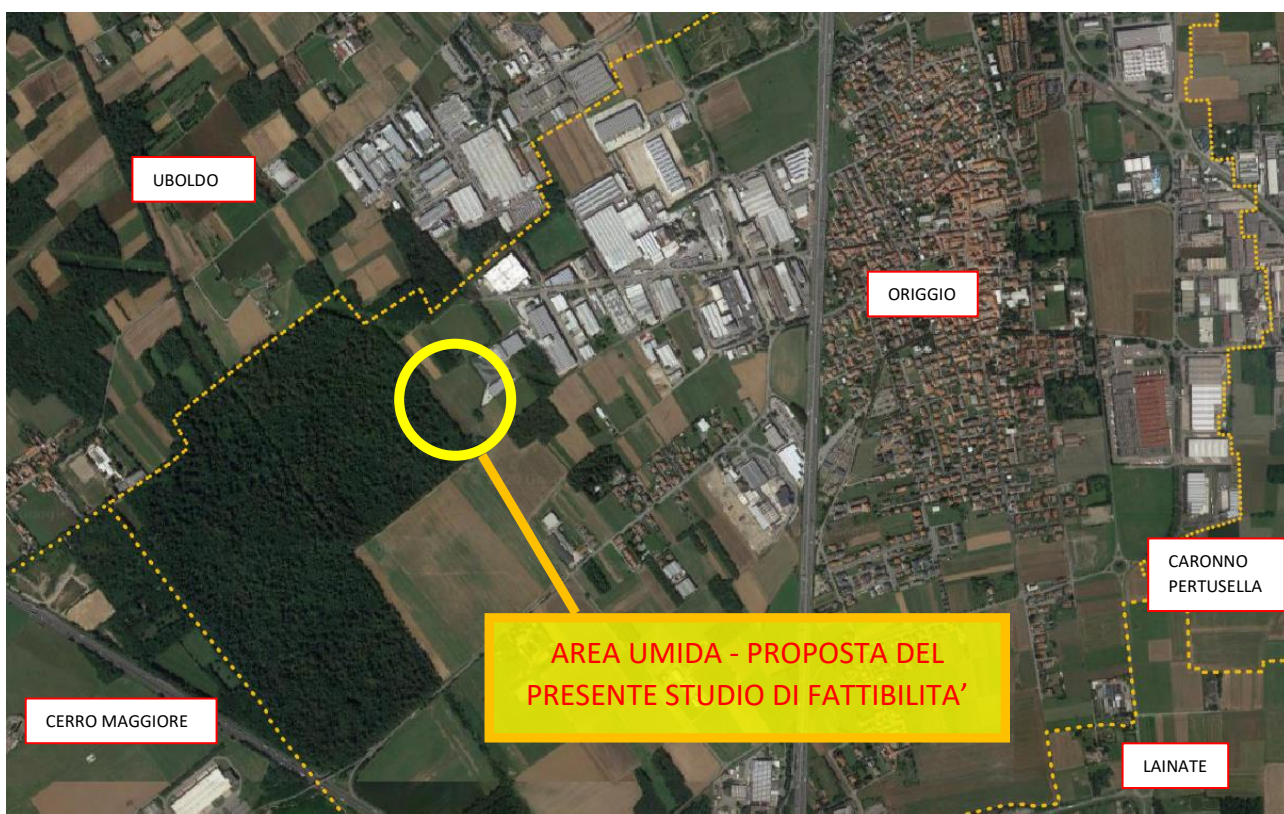 UBOLDO
ORIGGIO
CARONNO
PERTUSELLA
AREA UMIDA - PROPOSTA DEL
PRESENTE STUDIO DI FATTIBILITA’
CERRO MAGGIORE
LAINATE